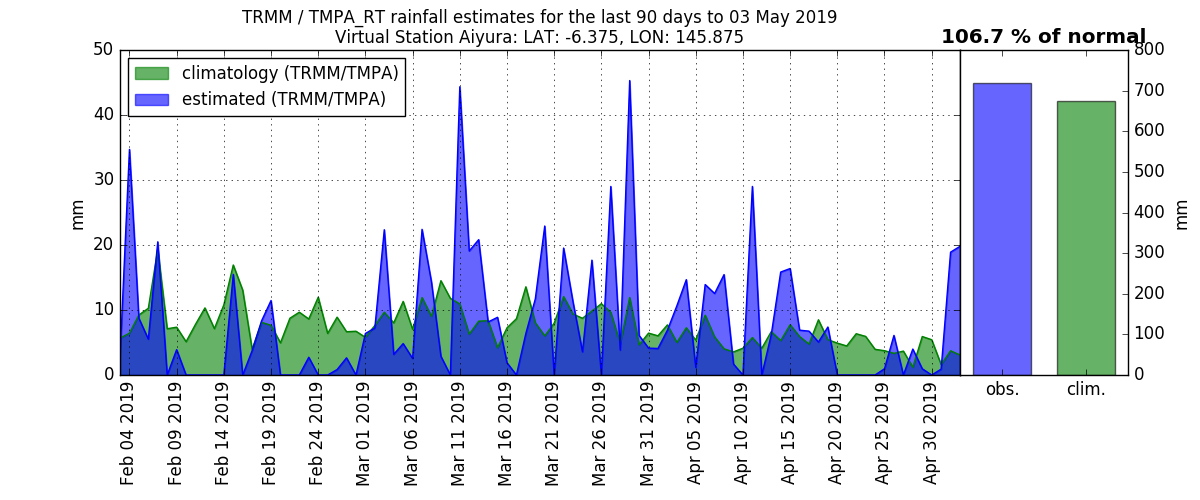 TRMM / TMPA_RT rainfall estimates for the last 90 days to 03 May 2019
Virtual Station Aiyura: LAT: -6.375, LON: 145.875
106.7 % of normal
climatology (TRMM/TMPA)
estimated (TRMM/TMPA)
50
40
30
20
10
0
mm
800
700
600
500
400
300
200
100
0
mm
Feb 04 2019
Feb 09 2019
Feb 14 2019
Feb 19 2019
Feb 24 2019
Mar 01 2019
Mar 06 2019
Mar 11 2019
Mar 16 2019
Mar 21 2019
Mar 26 2019
Mar 31 2019
Apr 05 2019
Apr 10 2019
Apr 15 2019
Apr 20 2019
Apr 25 2019
Apr 30 2019
obs.
clim.